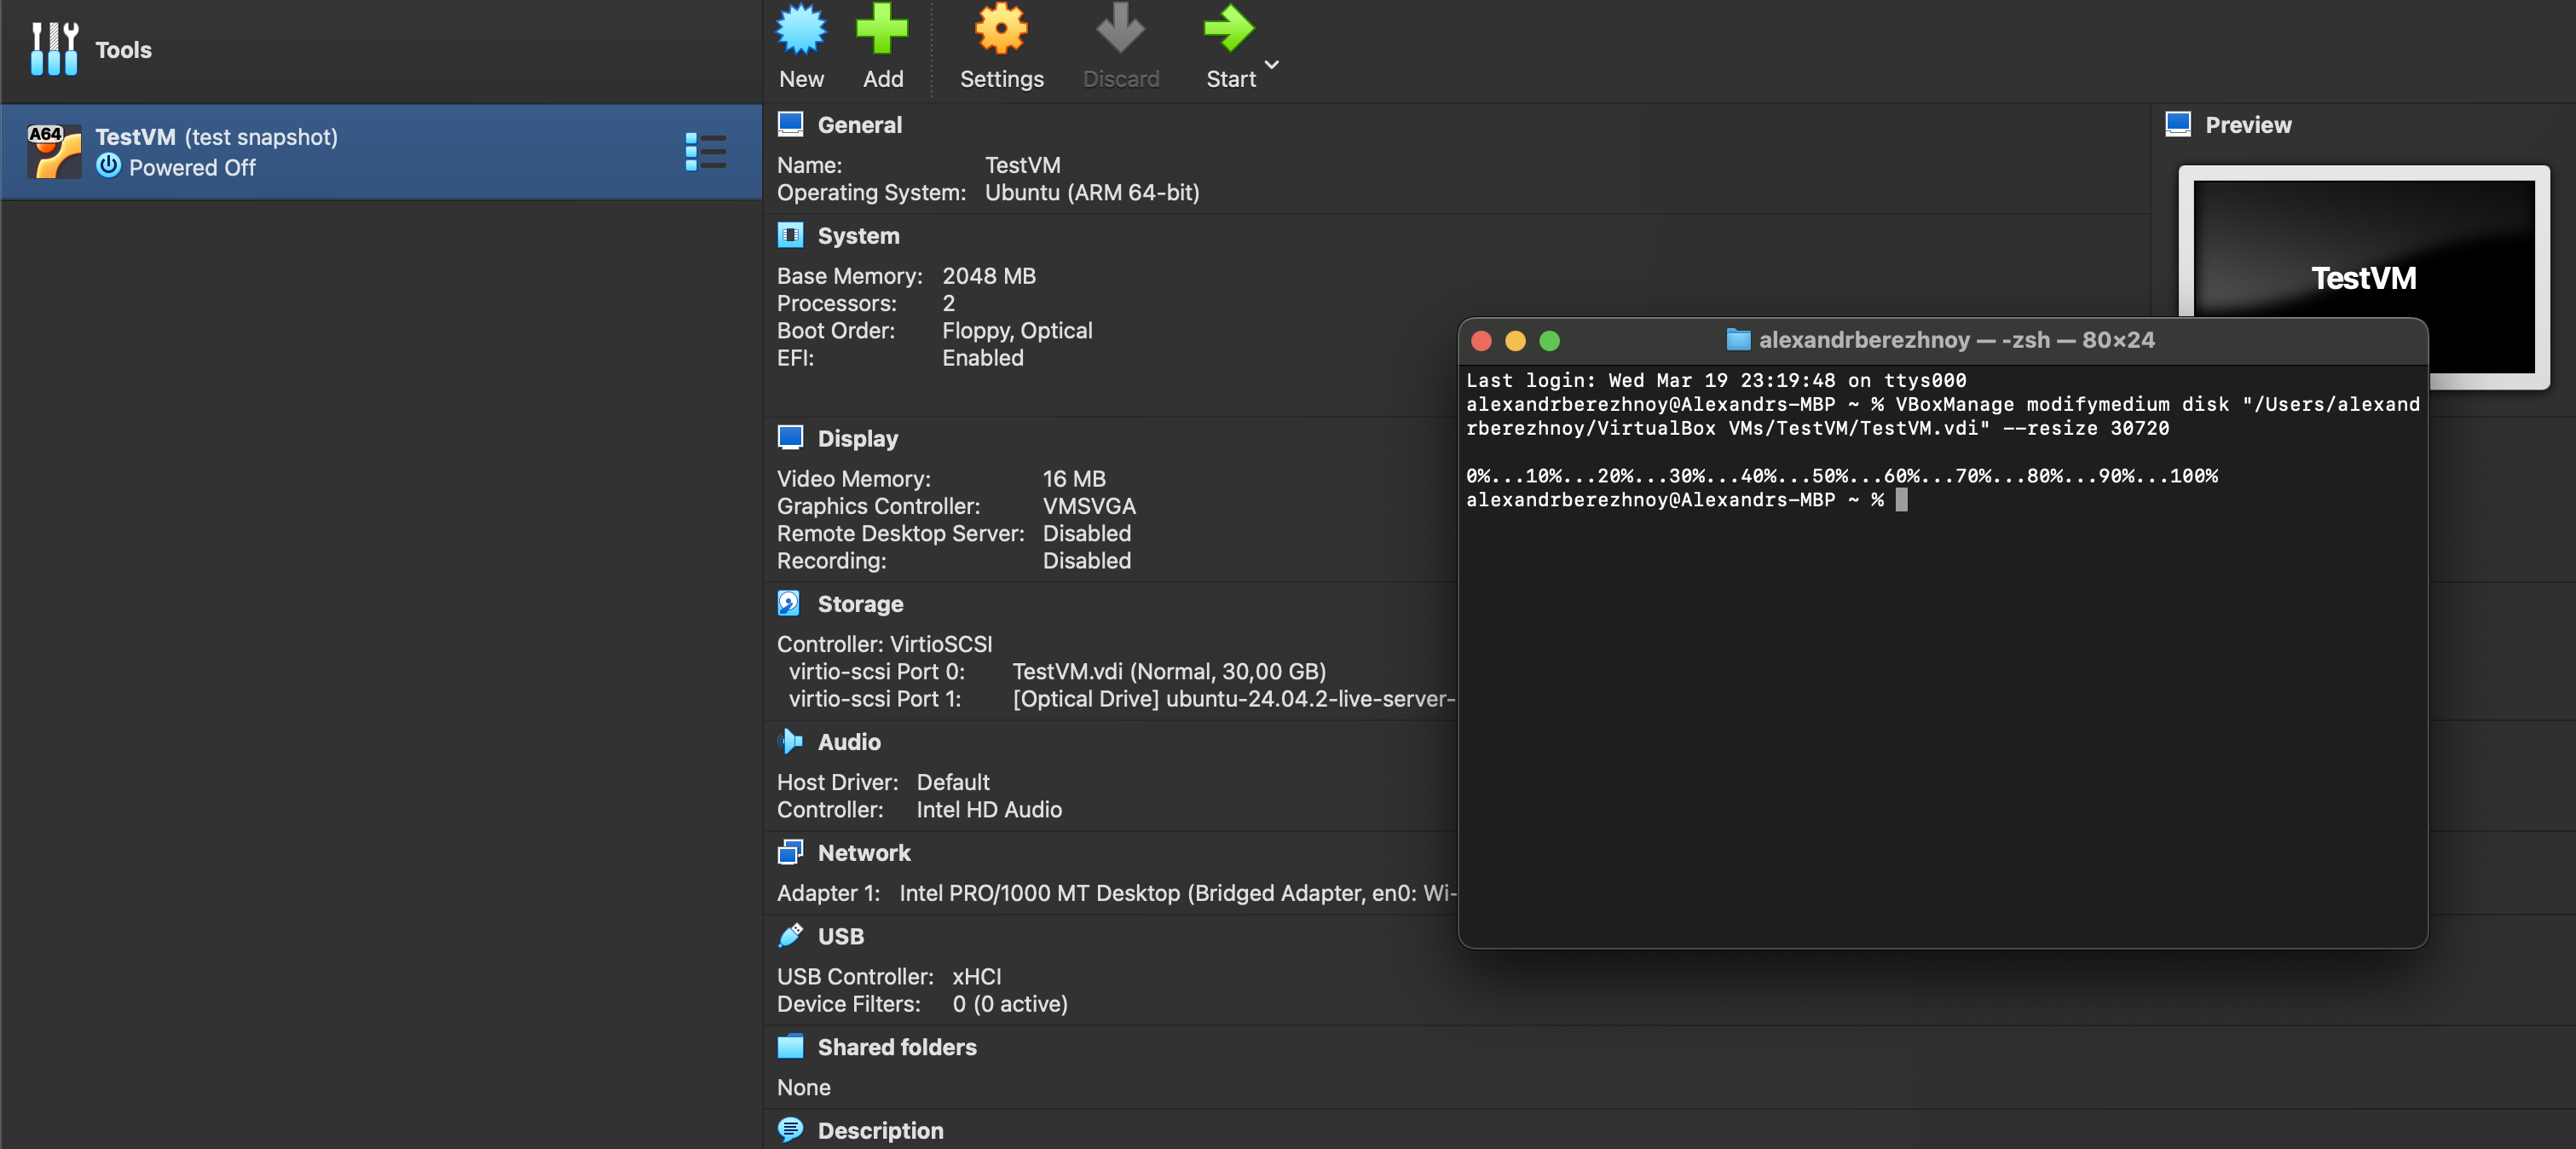 Tools
New
Add
Settings
Discard
Start
A64
TestVM (test snapshot)
Powered Off
General
Name: TestVM
Operating System: Ubuntu (ARM 64-bit)
System
Base Memory: 2048 MB
Processors: 2
Boot Order: Floppy, Optical
EFI: Enabled
Display
Video Memory: 16 MB
Graphics Controller: VMSVGA
Remote Desktop Server: Disabled
Recording: Disabled
Storage
Controller: VirtioSCSI
virtio-scsi Port 0: TestVM.vdi (Normal, 30,00 GB)
virtio-scsi Port 1: [Optical Drive] ubuntu-24.04.2-live-server-
Audio
Host Driver: Default
Controller: Intel HD Audio
Network
Adapter 1: Intel PRO/1000 MT Desktop (Bridged Adapter, en0: Wi-
USB
USB Controller: xHCI
Device Filters: 0 (0 active)
Shared folders
None
Description
Preview
TestVM
alexandrberezhnoy — -zsh — 80×24
Last login: Wed Mar 19 23:19:48 on ttys000
alexandrberezhnoy@Alexandrs-MBP ~ % VBoxManage modifymedium disk "/Users/alexand
rberezhnoy/VirtualBox VMs/TestVM/TestVM.vdi" --resize 30720
0%...10%...20%...30%...40%...50%...60%...70%...80%...90%...100%
alexandrberezhnoy@Alexandrs-MBP ~ %